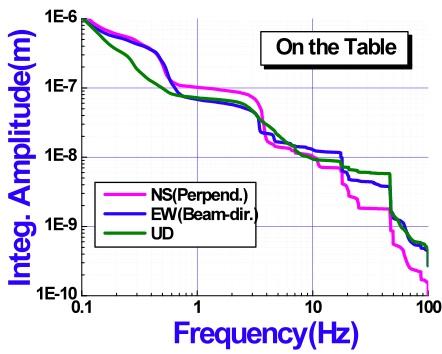 1E-6
On the Table
1E-7
Integ. Amplitude(m)
1E-8
NS(Perpend.)
EW(Beam-dir.)
UD
1E-9
1E-10
0.1 1 10 100
Frequency(Hz)